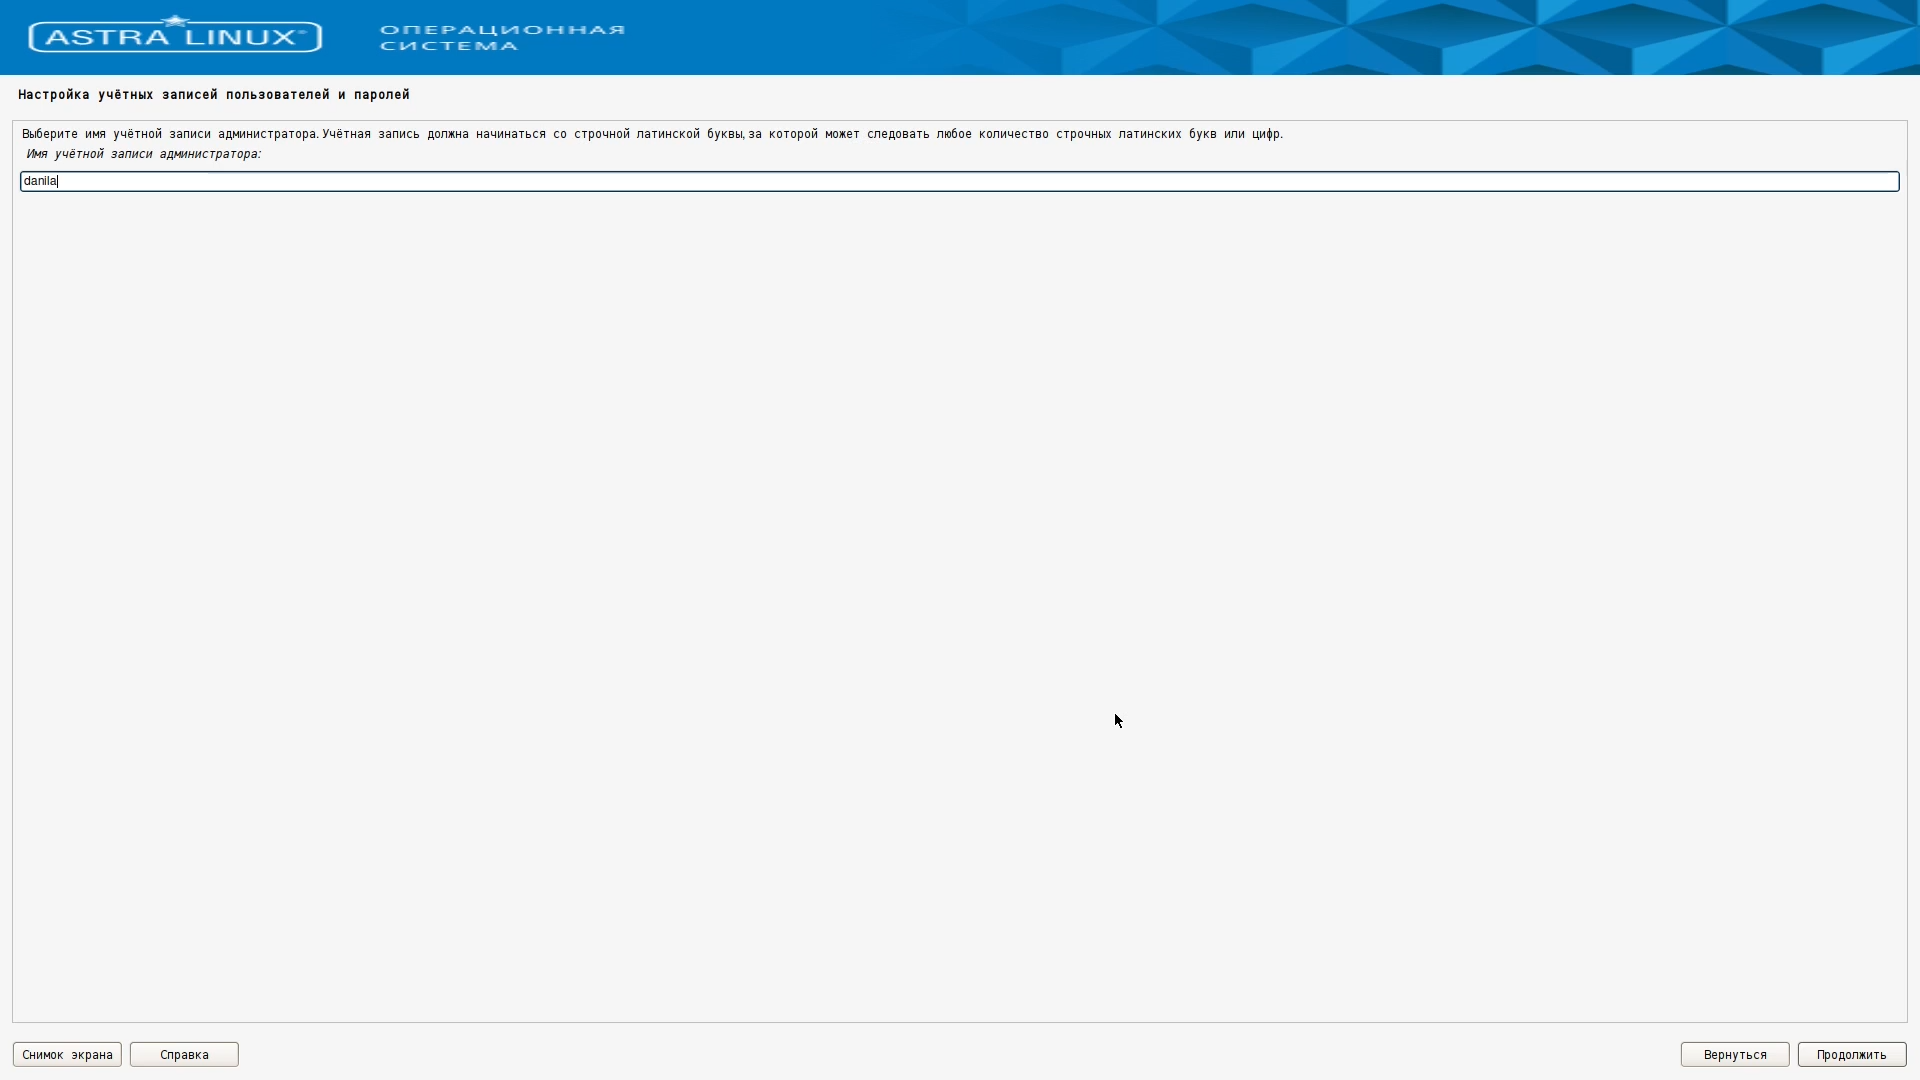 ASTRA LINUX®
ОПЕРАЦИОННАЯ
СИСТЕМА
Настройка учётных записей пользователей и паролей
Выберите имя учётной записи администратора. Учётная запись должна начинаться со строчной латинской буквы, за которой может следовать любое количество строчных латинских букв или цифр.
Имя учётной записи администратора:
danila
Снимок экрана
Справка
Вернуться
Продолжить